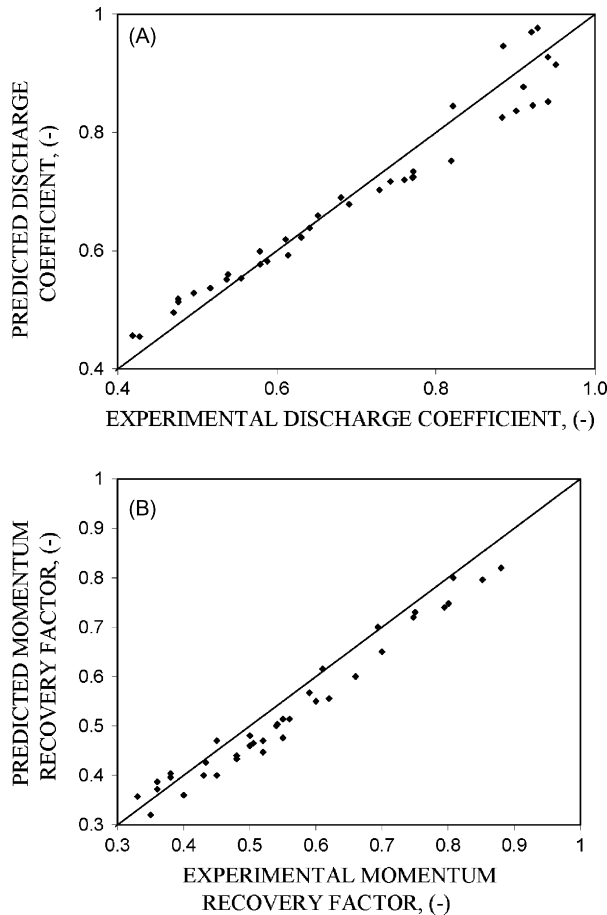 (A)
PREDICTED DISCHARGE
COEFFICIENT, (-)
1
0.8
0.6
0.4
0.4
0.6
0.8
1.0
EXPERIMENTAL DISCHARGE COEFFICIENT, (-)
(B)
PREDICTED MOMENTUM
RECOVERY FACTOR, (-)
1
0.9
0.8
0.7
0.6
0.5
0.4
0.3
0.3
0.4
0.5
0.6
0.7
0.8
0.9
1
EXPERIMENTAL MOMENTUM
RECOVERY FACTOR, (-)